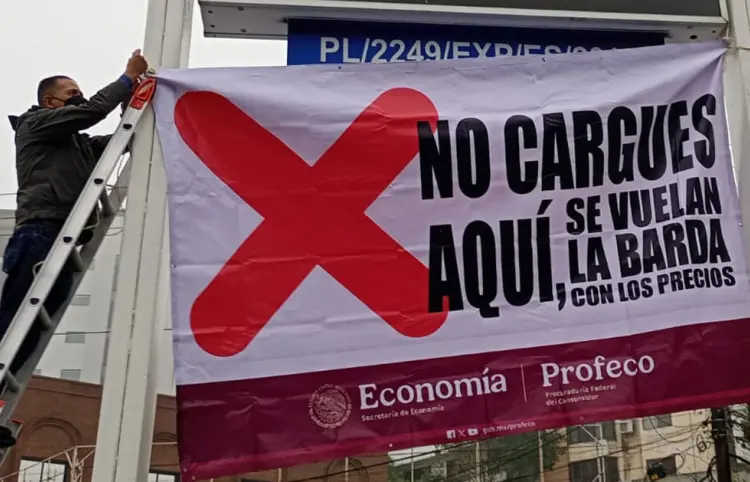 PL/2249/EXP/ES/20
NO CARGUES
AQUÍ,
SE VUELAN
LA BARDA
CON LOS PRECIOS
Economía
Secretaría de Economía
Profeco
Procuraduría Federal
del Consumidor
gob.mx/profeco